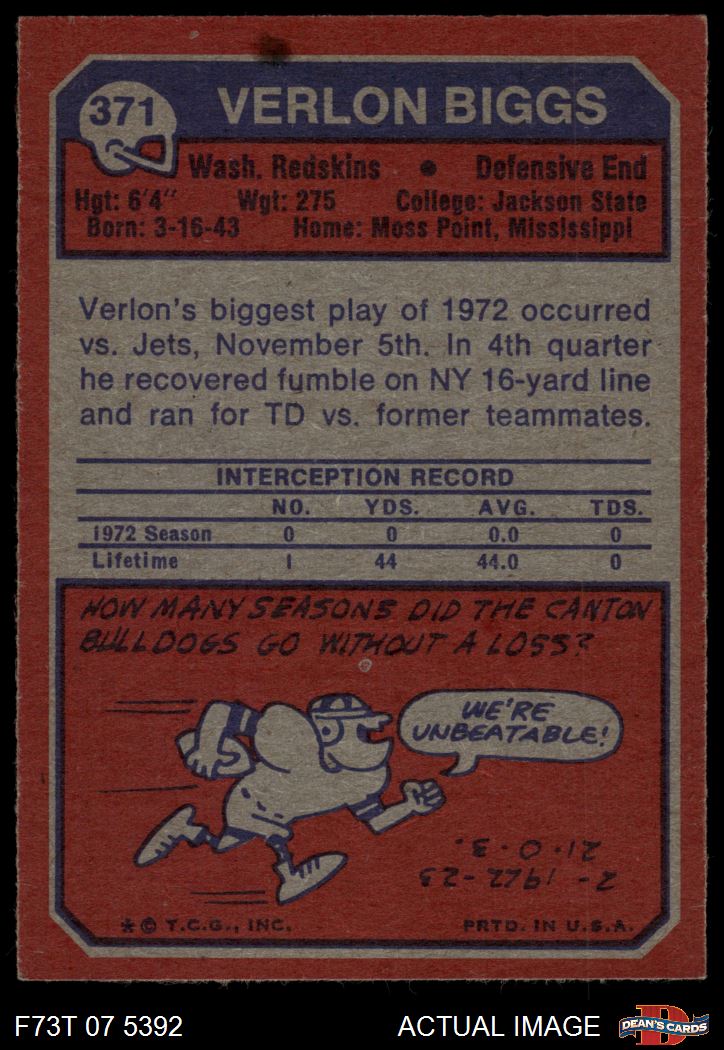 371 VERLON BIGGS
Wash. Redskins • Defensive End
Hgt: 6'4" Wgt: 275 College: Jackson State
Born: 3-16-43 Home: Moss Point, Mississippi
Verlon's biggest play of 1972 occurred
vs. Jets, November 5th. In 4th quarter
he recovered fumble on NY 16-yard line
and ran for TD vs. former teammates.
INTERCEPTION RECORD
NO. YDS. AVG. TDS.
1972 Season 0 0 0.0 0
Lifetime 1 44 44.0 0
HOW MANY SEASONS DID THE CANTON
BULLDOGS GO WITHOUT A LOSS?
WE'RE
UNBEATABLE!
2 - 1922-23
21-0-3.
* © T.C.G., INC. PRTD. IN U.S.A.
F73T 07 5392 ACTUAL IMAGE
D
DEAN'S CARDS